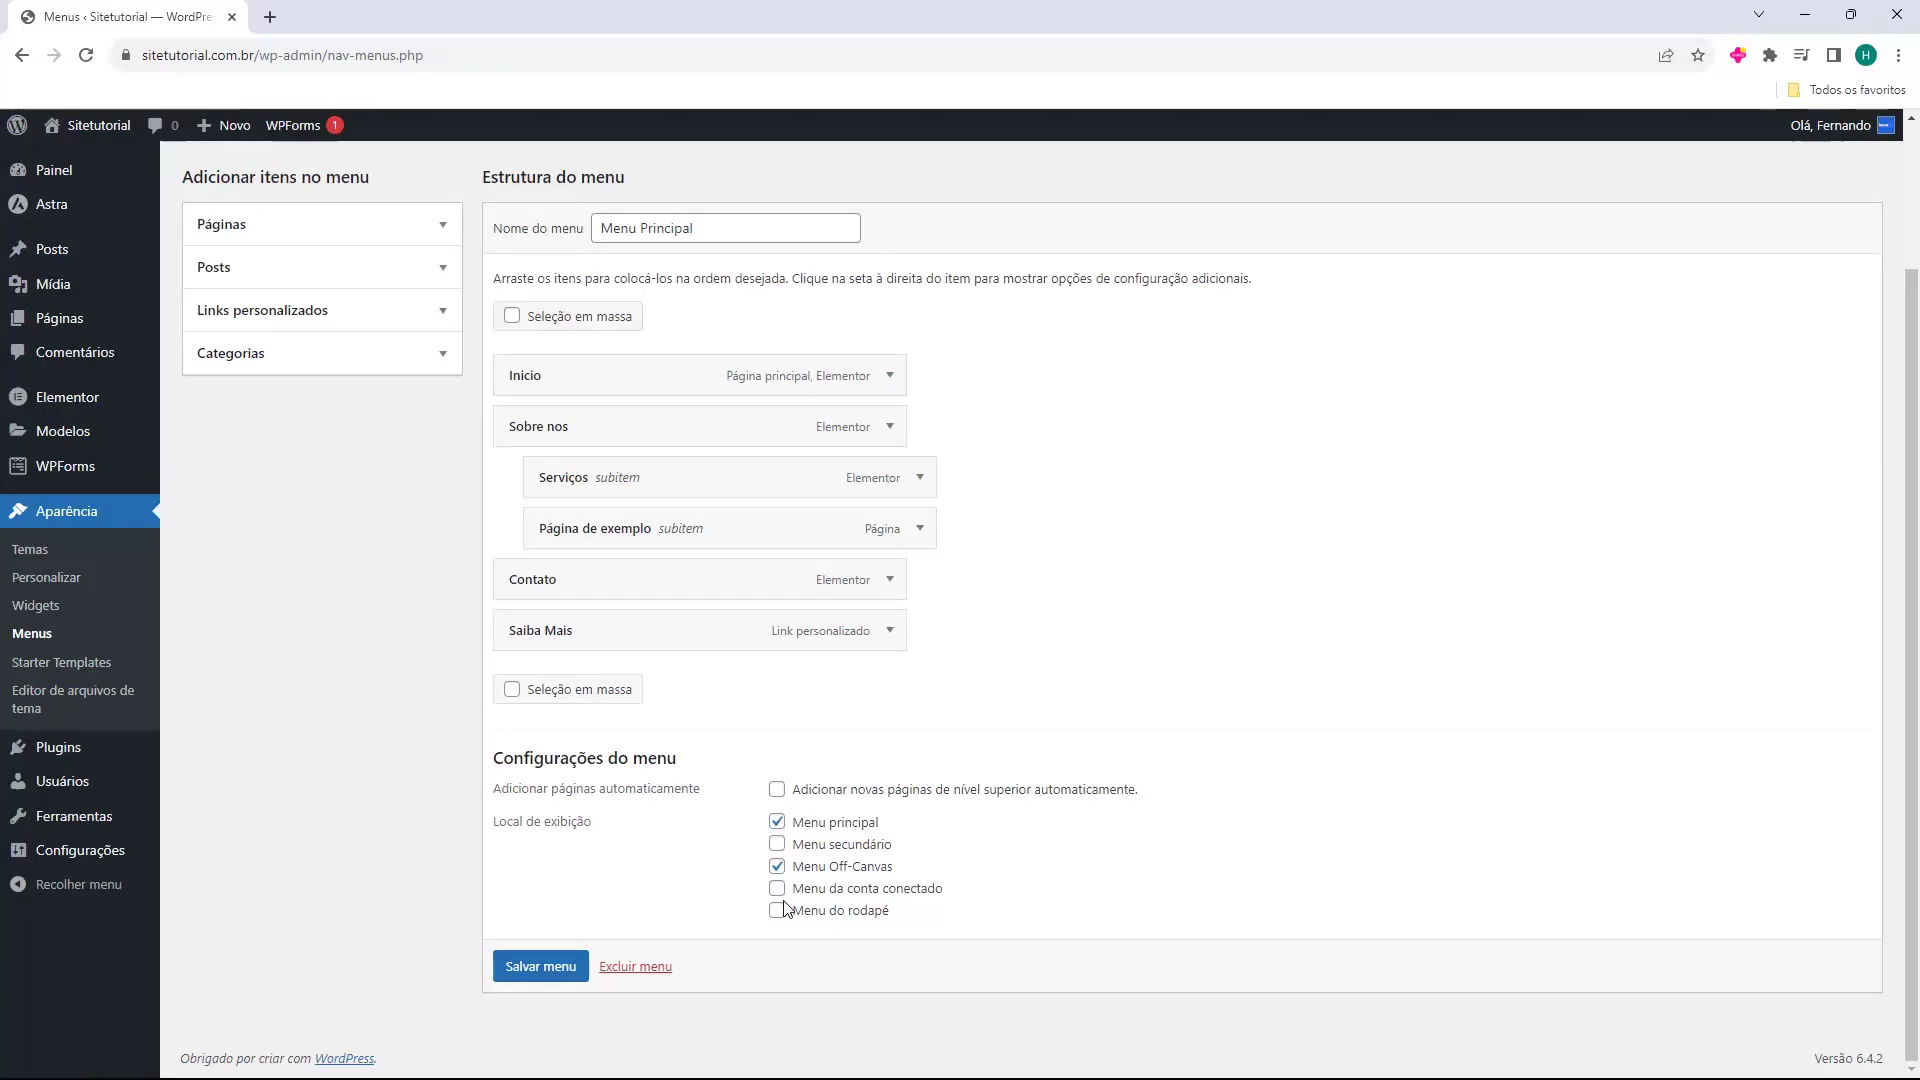 Menus ‹ Sitetutorial — WordPre
sitetutorial.com.br/wp-admin/nav-menus.php
H
Todos os favoritos
Sitetutorial 0 Novo WPForms 1
Olá, Fernando
Painel
Astra
Posts
Mídia
Páginas
Comentários
Elementor
Modelos
WPForms
Aparência
Temas
Personalizar
Widgets
Menus
Starter Templates
Editor de arquivos de
tema
Plugins
Usuários
Ferramentas
Configurações
Recolher menu
Adicionar itens no menu
Páginas
Posts
Links personalizados
Categorias
Estrutura do menu
Nome do menu Menu Principal
Arraste os itens para colocá-los na ordem desejada. Clique na seta à direita do item para mostrar opções de configuração adicionais.
Seleção em massa
Inicio Página principal, Elementor
Sobre nos Elementor
Serviços subitem Elementor
Página de exemplo subitem Página
Contato Elementor
Saiba Mais Link personalizado
Seleção em massa
Configurações do menu
Adicionar páginas automaticamente Adicionar novas páginas de nível superior automaticamente.
Local de exibição Menu principal
Menu secundário
Menu Off-Canvas
Menu da conta conectado
Menu do rodapé
Salvar menu Excluir menu
Obrigado por criar com WordPress.
Versão 6.4.2